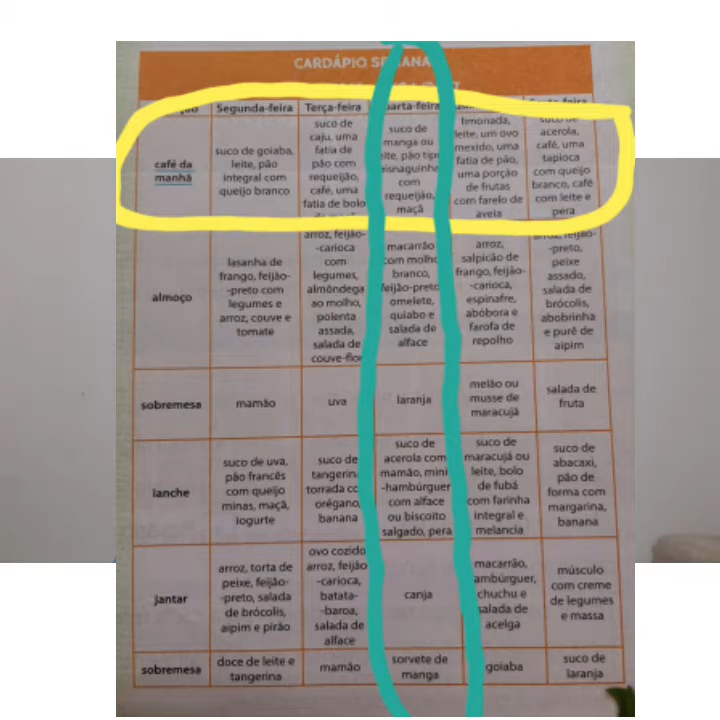 CARDÁPIO SEMANA
Segunda-feira Terça-feira uarta-feira
café da manhã
suco de goiaba,
leite, pão
integral com
queijo branco
suco de
caju, uma
fatia de
pão com
requeijão,
café, uma
fatia de bolo
suco de
manga ou
ite, pão tipo
bisnaguinha
com
requeijão,
maçã
limonada,
leite, um ovo
mexido, uma
fatia de pão,
uma porção
de frutas
com farelo de
aveia
suco de
acerola,
café, uma
tapioca
com queijo
branco, café
com leite e
pera
almoço
lasanha de
frango, feijão-
-preto com
legumes e
arroz, couve e
tomate
arroz, feijão-
-carioca
com
legumes,
almôndega
ao molho,
polenta
assada,
salada de
couve-flor
macarrão
com molho
branco,
feijão-preto
omelete,
quiabo e
salada de
alface
arroz,
salpicão de
frango, feijão-
-carioca,
espinafre,
abóbora e
farofa de
repolho
arroz, feijão-
-preto,
peixe
assado,
salada de
brócolis,
abobrinha
e purê de
aipim
sobremesa
mamão
uva
laranja
melão ou
musse de
maracujá
salada de
fruta
lanche
suco de uva,
pão francês
com queijo
minas, maçã,
iogurte
suco de
tangerin
torrada co
orégano,
banana
suco de
acerola com
mamão, mini
-hambúrguer
com alface
ou biscoito
salgado, pera
suco de
maracujá ou
leite, bolo
de fubá
com farinha
integral e
melancia
suco de
abacaxi,
pão de
forma com
margarina,
banana
jantar
arroz, torta de
peixe, feijão-
-preto, salada
de brócolis,
aipim e pirão
ovo cozido
arroz, feijão
-carioca,
batata-
-baroa,
salada de
alface
canja
macarrão,
ambúrguer,
chuchu e
salada de
acelga
músculo
com creme
de legumes
e massa
sobremesa
doce de leite e
tangerina
mamão
sorvete de
manga
goiaba
suco de
laranja